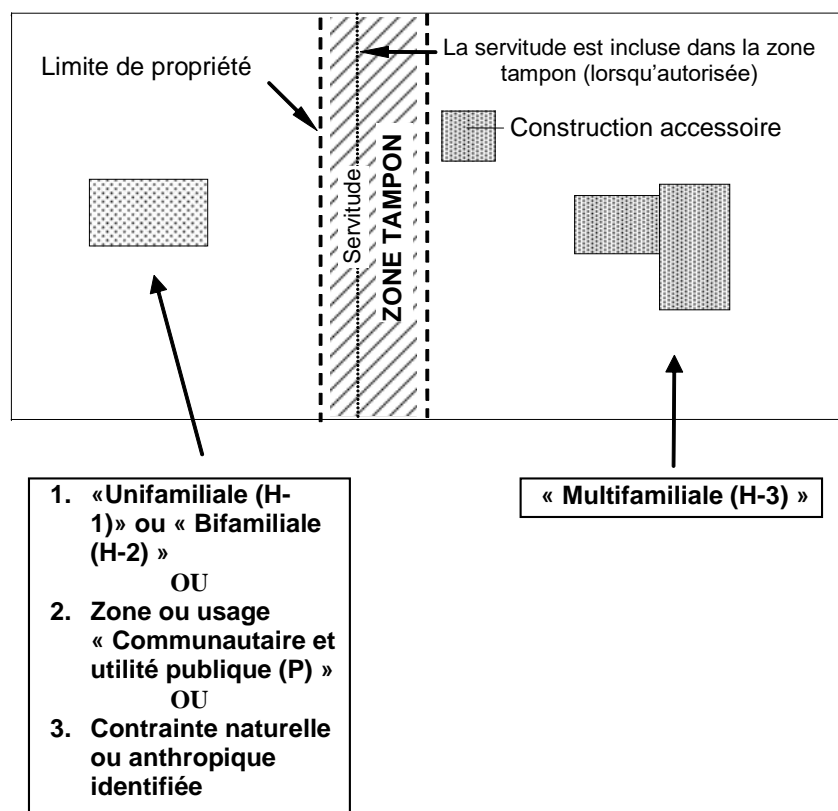 La servitude est incluse dans la zone
tampon (lorsqu'autorisée)
Limite de propriété
Construction accessoire
Servitude
ZONE TAMPON
1. «Unifamiliale (H-
1)» ou « Bifamiliale
(H-2) »
OU
2. Zone ou usage
« Communautaire et
utilité publique (P) »
OU
3. Contrainte naturelle
ou anthropique
identifiée
« Multifamiliale (H-3) »